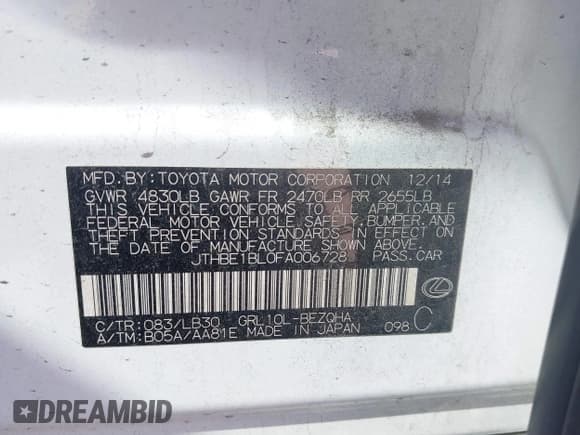 MFD. BY: TOYOTA MOTOR CORPORATION 12/14
GVWR 4830LB GAWR FR 2470LB RR 2655LB
THIS VEHICLE CONFORMS TO ALL APPLICABLE
FEDERAL MOTOR VEHICLE SAFETY, BUMPER, AND
THEFT PREVENTION STANDARDS IN EFFECT ON
THE DATE OF MANUFACTURE SHOWN ABOVE.
JTHBE1BL0FA006728 PASS.CAR
C/TR: 083/LB30 GRL10L-BEZQHA
A/TM: B05A/AA81E MADE IN JAPAN 098 C
DREAMBID